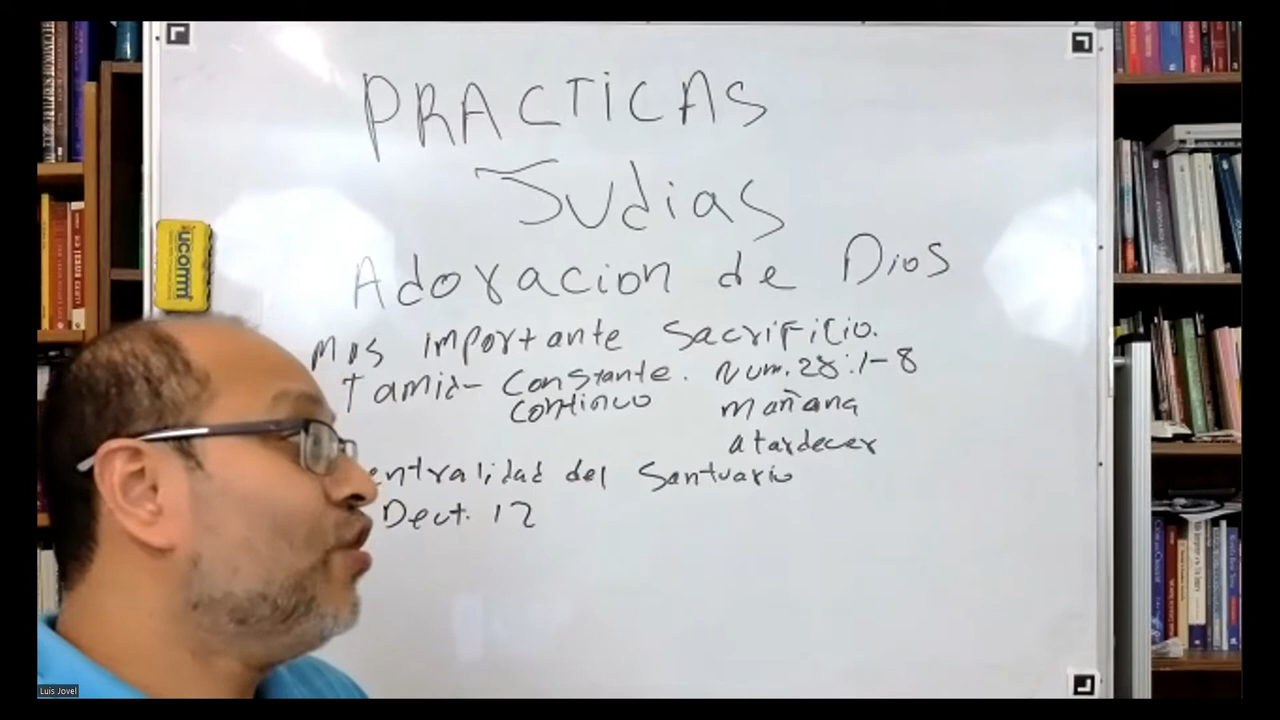 PRACTICAS
Judias
Adoracion de Dios
mas importante sacrificio.
Tamid- Constante. Num. 28:1-8
continuo mañana
atardecer
entralidad del Santuario
Deut. 12
ucomm
Luis Jovel